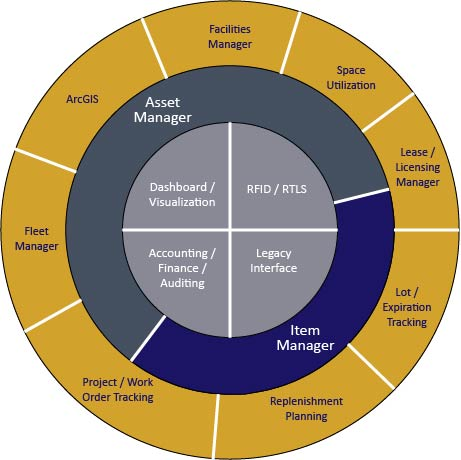 Facilities
Manager
Space
Utilization
Lease /
Licensing
Manager
Lot /
Expiration
Tracking
Replenishment
Planning
Project / Work
Order Tracking
Fleet
Manager
ArcGIS
Asset
Manager
Item
Manager
Dashboard /
Visualization
RFID / RTLS
Accounting /
Finance /
Auditing
Legacy
Interface